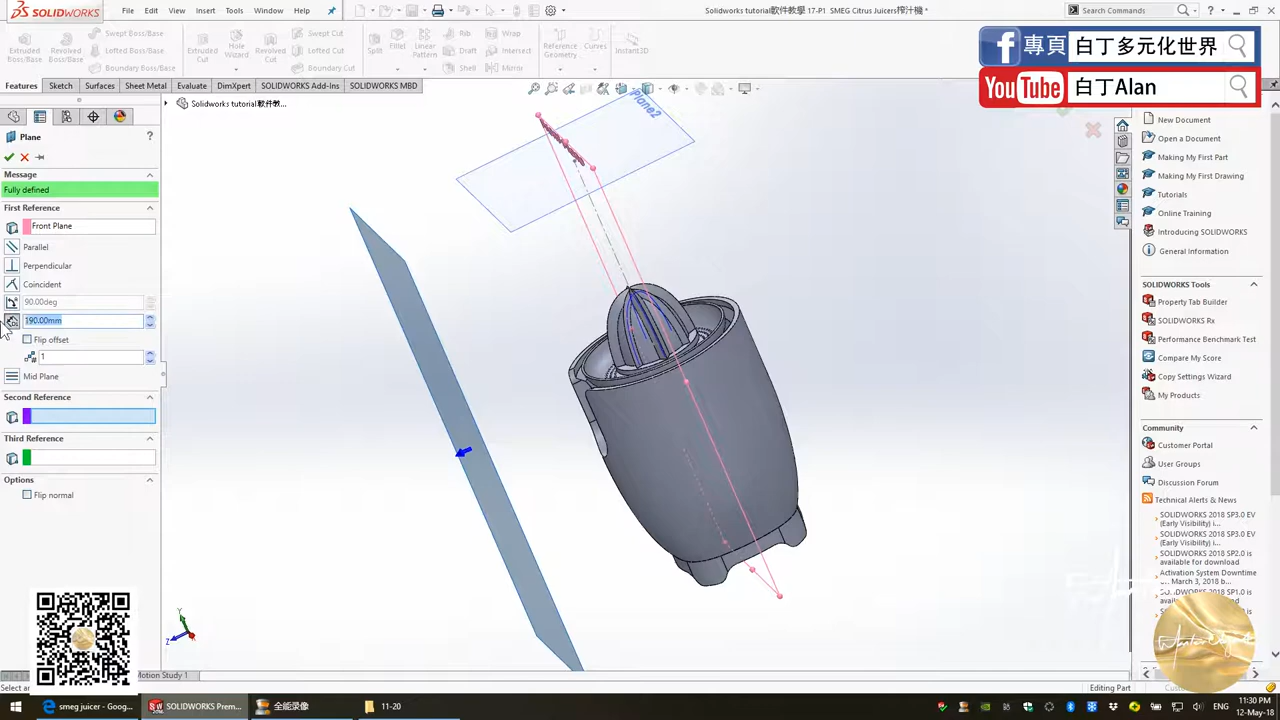 SOLIDWORKS
File
Edit
View
Insert
Tools
Window
Help
Solidworks tutorial軟件教學 17-P1 SMEG Citrus Juicers榨汁機 *
Search Commands
Extruded Boss/Base
Revolved Boss/Base
Swept Boss/Base
Lofted Boss/Base
Boundary Boss/Base
Extruded Cut
Hole Wizard
Revolved Cut
Swept Cut
Lofted Cut
Boundary Cut
Split
Fillet
Linear Pattern
Rib
Draft
Shell
Wrap
Intersect
Mirror
Reference Geometry
Curves
Instant3D
f 專頁 白丁多元化世界
YouTube 白丁Alan
Features
Sketch
Surfaces
Sheet Metal
Evaluate
DimXpert
SOLIDWORKS Add-Ins
SOLIDWORKS MBD
Solidworks tutorial軟件教...
Plane
?
Message
Fully defined
First Reference
Front Plane
Parallel
Perpendicular
Coincident
90.00deg
190.00mm
Flip offset
1
Mid Plane
Second Reference
Third Reference
Options
Flip normal
Plane2
Y
Z
New Document
Open a Document
Making My First Part
Making My First Drawing
Tutorials
Online Training
Introducing SOLIDWORKS
General Information
SOLIDWORKS Tools
Property Tab Builder
SOLIDWORKS Rx
Performance Benchmark Test
Compare My Score
Copy Settings Wizard
My Products
Community
Customer Portal
User Groups
Discussion Forum
Technical Alerts & News
SOLIDWORKS 2018 SP3.0 EV
(Early Visibility) i...
SOLIDWORKS 2018 SP3.0 EV
(Early Visibility) i...
SOLIDWORKS 2018 SP2.0 is
available for download
Activation System Downtime
- March 3, 2018 b...
SOLIDWORKS 2018 SP1.0 is
Motion Study 1
Editing Part
smeg juicer - Goog...
SOLIDWORKS Prem...
全能录像
11-20
ENG
11:30 PM
12-May-18